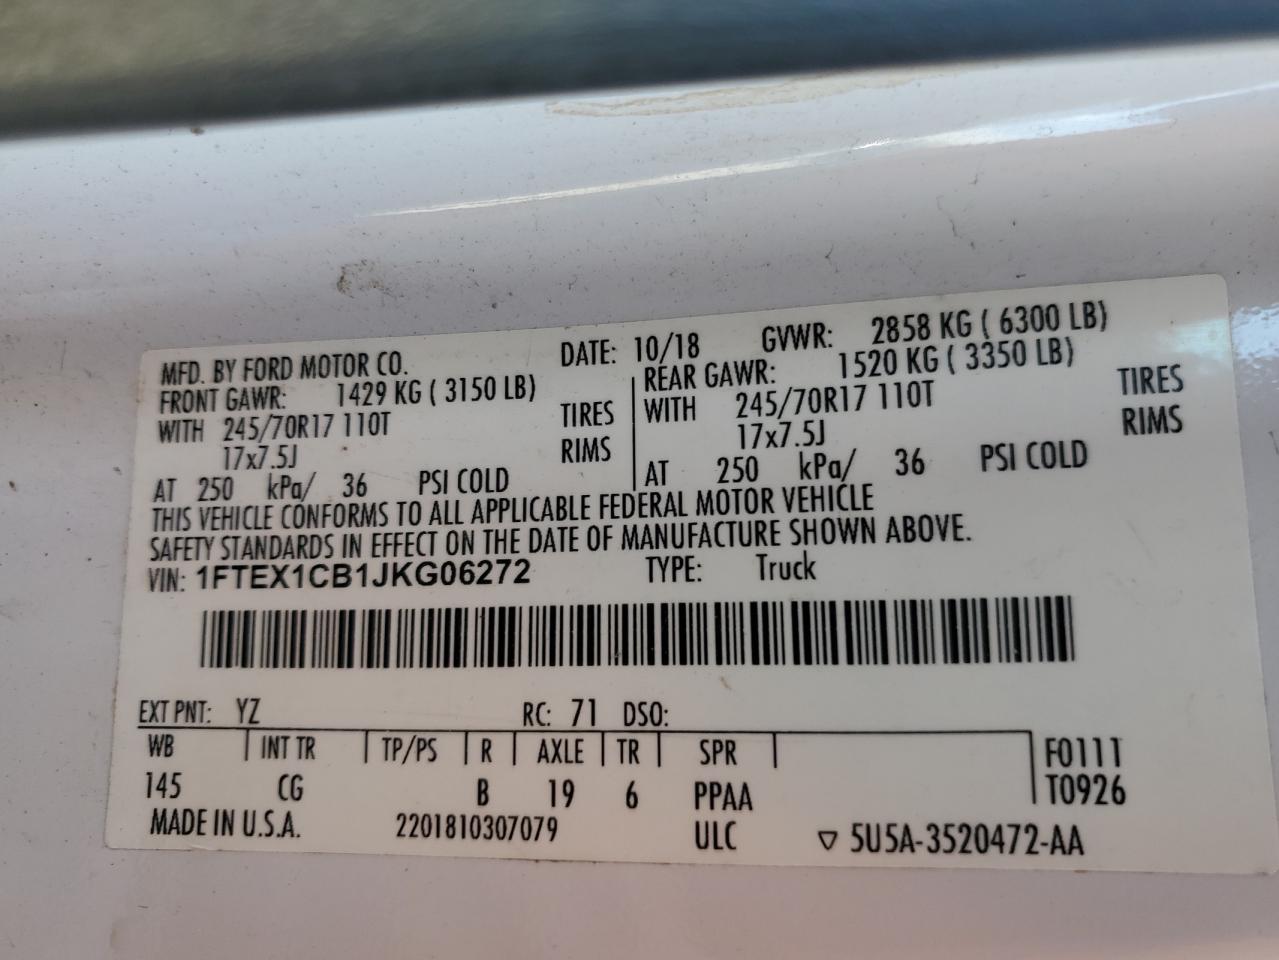 MFD. BY FORD MOTOR CO. DATE: 10/18 GVWR: 2858 KG ( 6300 LB)
FRONT GAWR: 1429 KG ( 3150 LB) REAR GAWR: 1520 KG ( 3350 LB)
WITH 245/70R17 110T TIRES WITH 245/70R17 110T TIRES
17x7.5J RIMS 17x7.5J RIMS
AT 250 kPa/ 36 PSI COLD AT 250 kPa/ 36 PSI COLD
THIS VEHICLE CONFORMS TO ALL APPLICABLE FEDERAL MOTOR VEHICLE
SAFETY STANDARDS IN EFFECT ON THE DATE OF MANUFACTURE SHOWN ABOVE.
VIN: 1FTEX1CB1JKG06272 TYPE: Truck
EXT PNT: YZ RC: 71 DSO:
WB INT TR TP/PS R AXLE TR SPR F0111
145 CG B 19 6 PPAA T0926
MADE IN U.S.A. 2201810307079 ULC ▽ 5U5A-3520472-AA